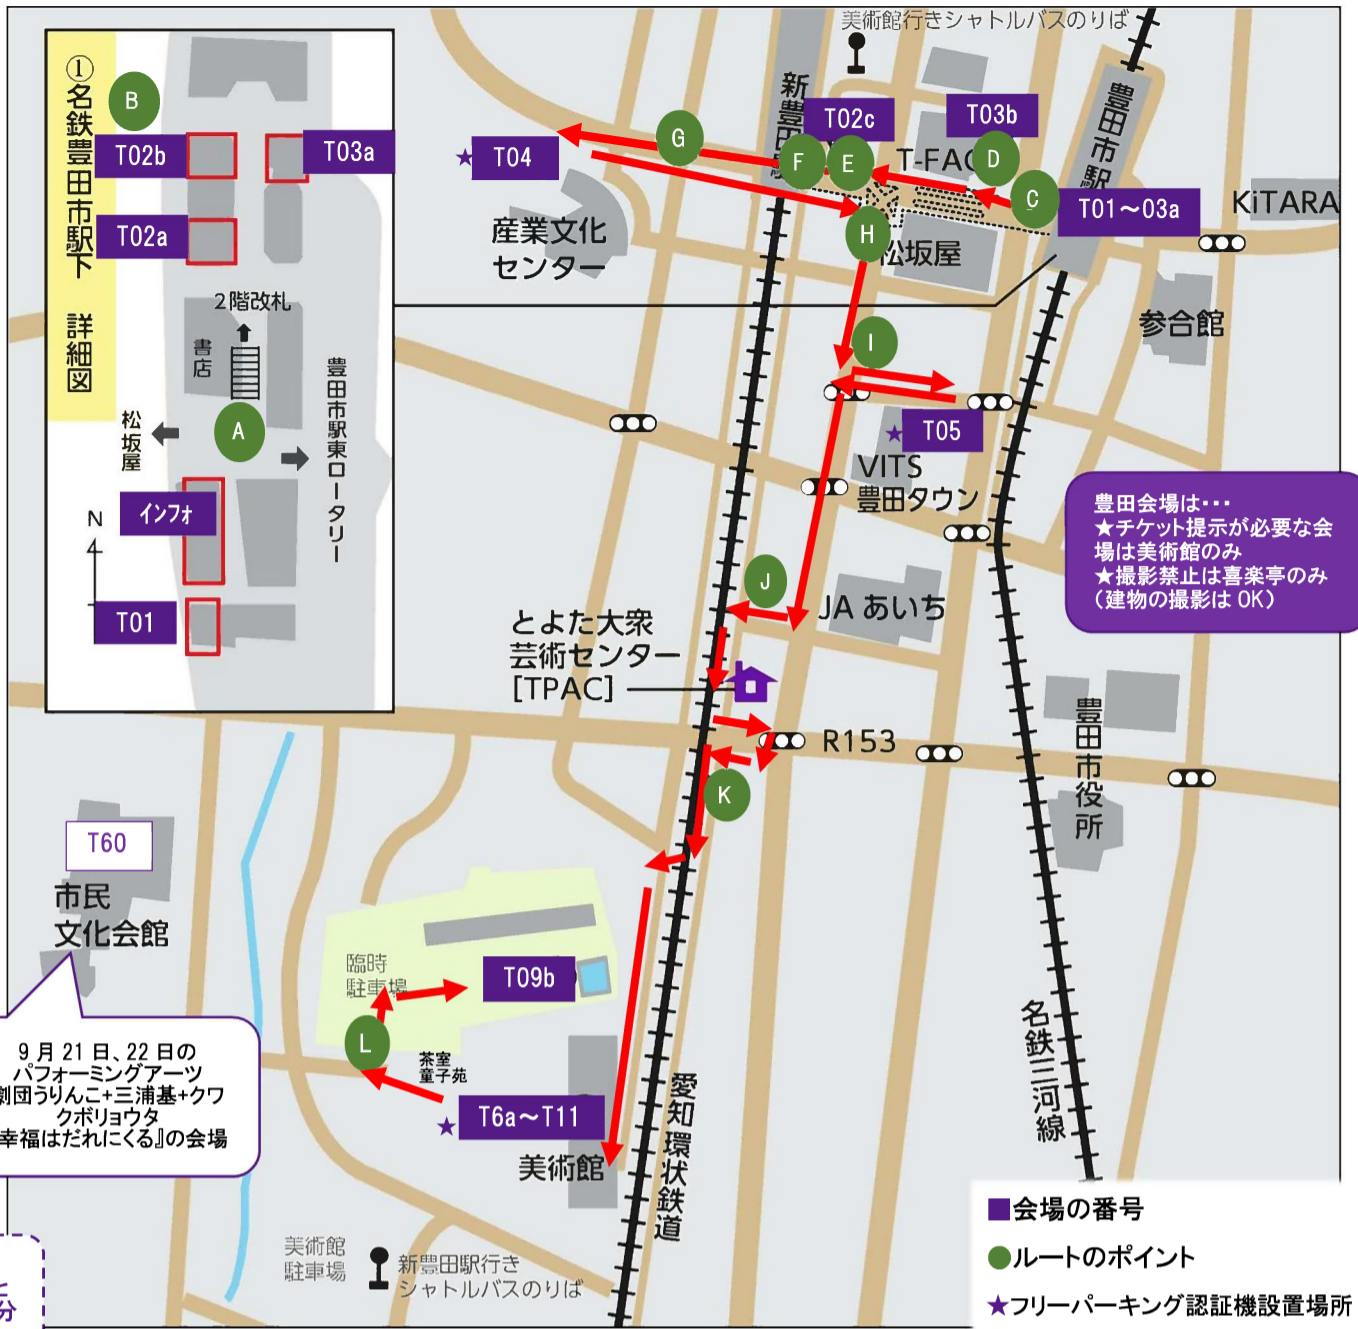 美術館行きシャトルバスのりば
①名鉄豊田市駅下 詳細図
B
T02b
T03a
T02a
2階改札
書店
松坂屋
A
豊田市駅東ロータリー
インフォ
N
T01
新豊田駅
T02c
T03b
豊田市駅
T-FAC
G
F
E
D
C
T04
T01～03a
KiTARA
産業文化
センター
H
松坂屋
参合館
I
T05
VITS
豊田タウン
豊田会場は･･･
★チケット提示が必要な会
場は美術館のみ
★撮影禁止は喜楽亭のみ
（建物の撮影は OK）
J
JA あいち
とよた大衆
芸術センター
[TPAC]
R153
豊田市役所
K
T60
市民
文化会館
臨時
駐車場
T09b
L
茶室
童子苑
T6a～T11
美術館
愛知環状鉄道
名鉄三河線
9 月 21 日、22 日の
パフォーミングアーツ
劇団うりんこ+三浦基+クワ
クボリョウタ
幸福はだれにくる』の会場
美術館
駐車場
新豊田駅行き
シャトルバスのりば
分
■会場の番号
●ルートのポイント
★フリーパーキング認証機設置場所